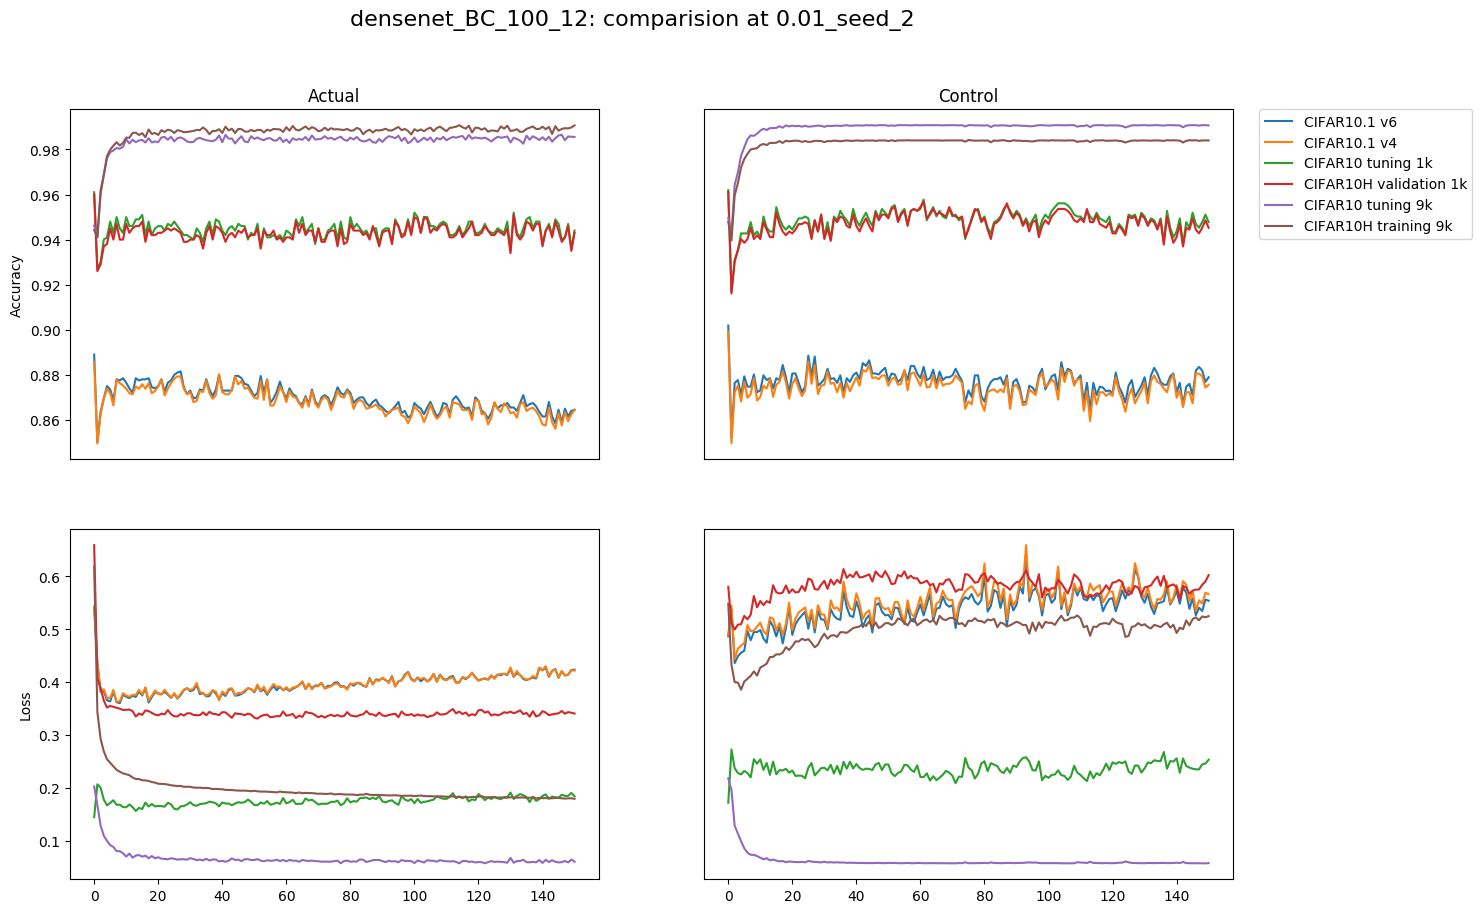 densenet_BC_100_12: comparision at 0.01_seed_2
Actual
Control
CIFAR10.1 v6
CIFAR10.1 v4
CIFAR10 tuning 1k
CIFAR10H validation 1k
CIFAR10 tuning 9k
CIFAR10H training 9k
Accuracy
0.98
0.96
0.94
0.92
0.90
0.88
0.86
Loss
0.6
0.5
0.4
0.3
0.2
0.1
0 20 40 60 80 100 120 140
0 20 40 60 80 100 120 140